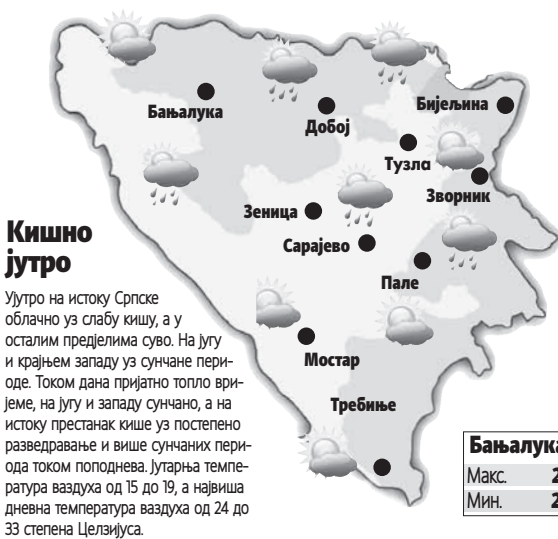 Бањалука
Добој
Бијељина
Тузла
Зворник
Зеница
Сарајево
Пале
Мостар
Требиње
Кишно
јутро
Ујутро на истоку Српске
облачно уз слабу кишу, а у
осталим предјелима суво. На југу
и крајњем западу уз сунчане пери-
оде. Током дана пријатно топло ври-
јеме, на југу и западу сунчано, а на
истоку престанак кише уз постепено
разведравање и више сунчаних пери-
ода током поподнева. Јутарња темпе-
ратура ваздуха од 15 до 19, а највиша
дневна температура ваздуха од 24 до
33 степена Целзијуса.
Бањалука
Макс. 2
Мин. 2